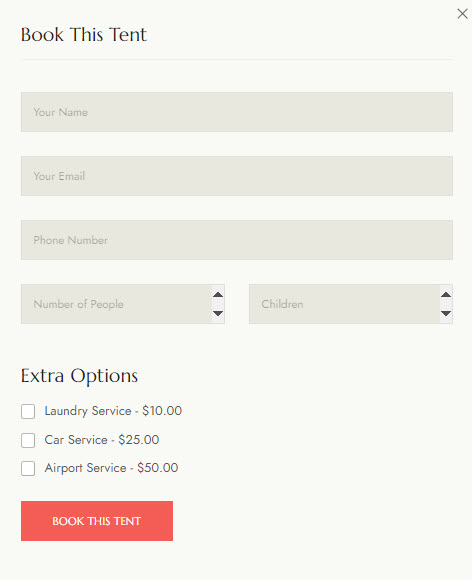 Book This Tent
Your Name
Your Email
Phone Number
Number of People
Children
Extra Options
Laundry Service - $10.00
Car Service - $25.00
Airport Service - $50.00
BOOK THIS TENT